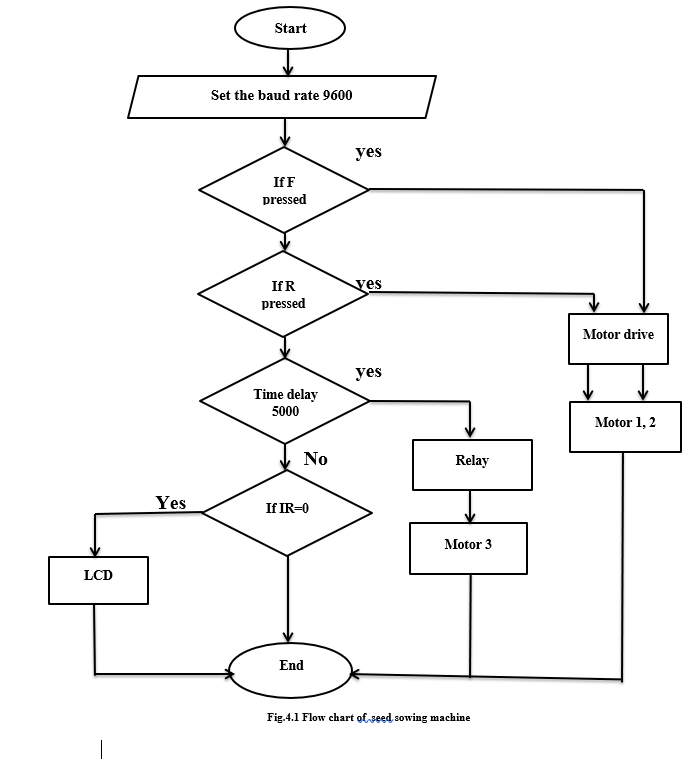 Start
Set the baud rate 9600
yes
If F
pressed
yes
If R
pressed
Motor drive
yes
Time delay
5000
Motor 1, 2
No
Relay
Yes
If IR=0
Motor 3
LCD
End
Fig.4.1 Flow chart of seed sowing machine